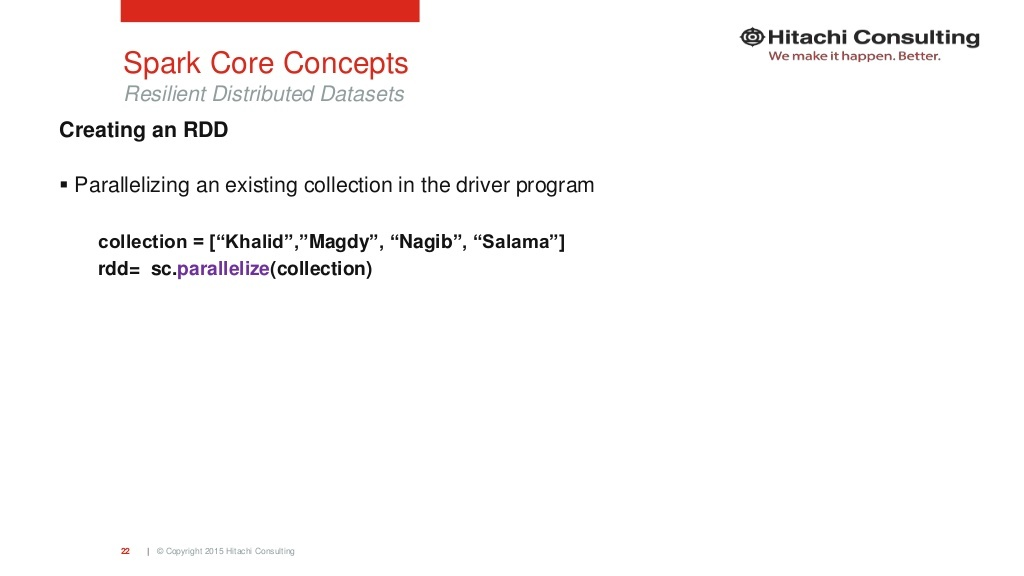 Hitachi Consulting
We make it happen. Better.
Spark Core Concepts
Resilient Distributed Datasets
Creating an RDD
▪ Parallelizing an existing collection in the driver program
collection = [“Khalid”,”Magdy”, “Nagib”, “Salama”]
rdd= sc.parallelize(collection)
22 | © Copyright 2015 Hitachi Consulting